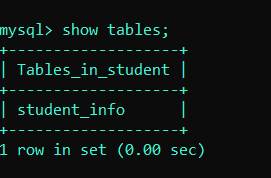 mysql> show tables;
+-------------------+
| Tables_in_student |
+-------------------+
| student_info      |
+-------------------+
1 row in set (0.00 sec)